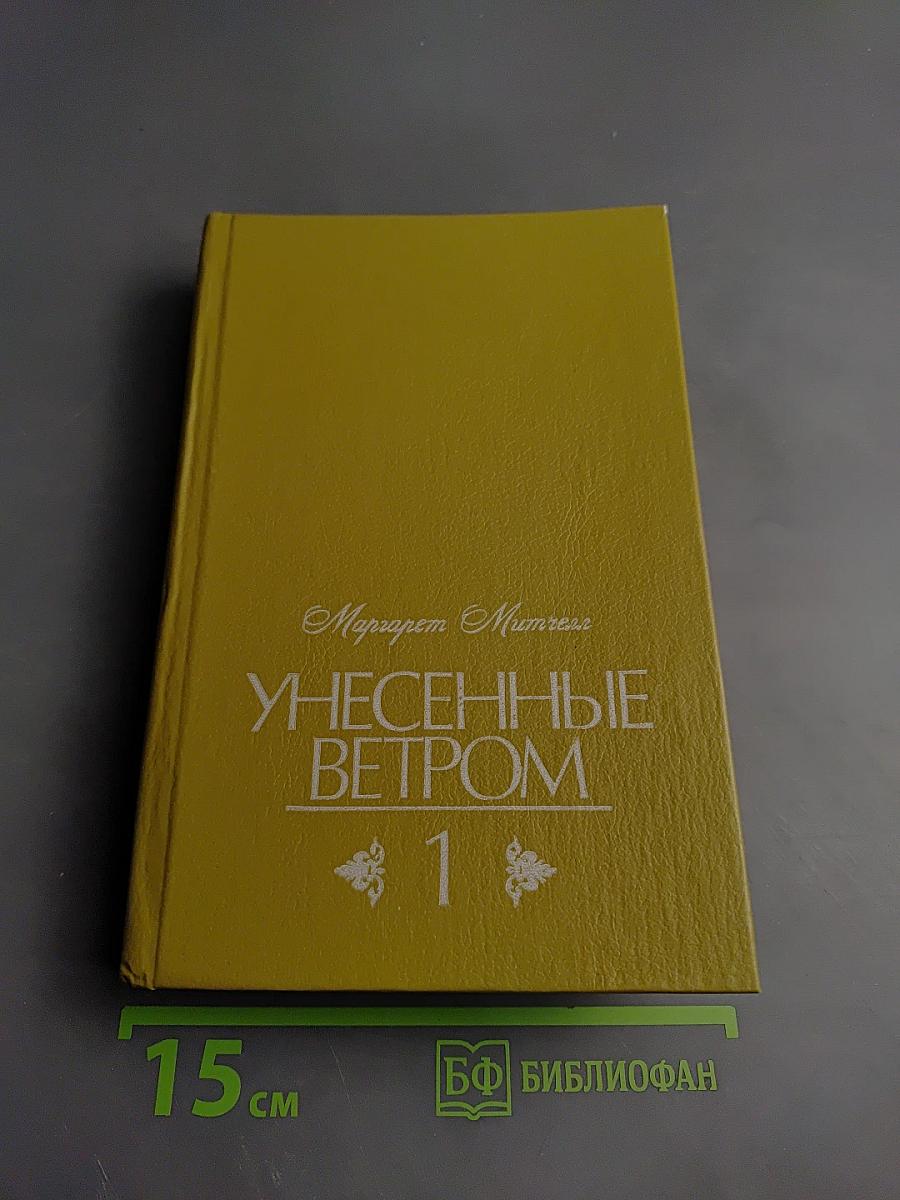 Маргарет Митчелл
УНЕСЕННЫЕ
ВЕТРОМ
1
15 см
БФ БИБЛИОФАН